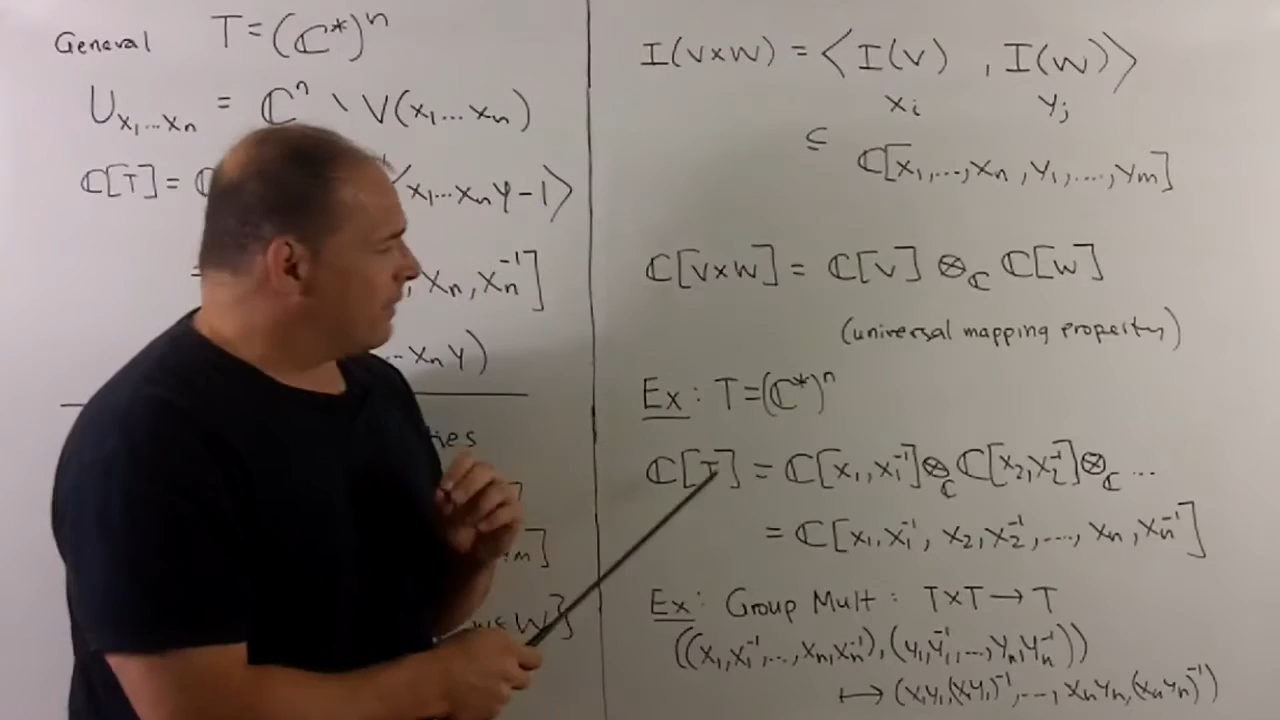 General T = (ℂ*)ⁿ
U_{x₁…xₙ} = ℂⁿ \ V(x₁…xₙ)
ℂ[T] = x₁…xₙy−1⟩
xₙ, xₙ⁻¹]
xₙy)
ies
m]
w∈W}
I(V×W) = ⟨I(V), I(W)⟩
xᵢ yⱼ
⊆ ℂ[x₁,…,xₙ, y₁,…,yₘ]
ℂ[V×W] = ℂ[V] ⊗_ℂ ℂ[W]
(universal mapping property)
Ex: T=(ℂ*)ⁿ
ℂ[T] = ℂ[x₁,x₁⁻¹]⊗_ℂ ℂ[x₂,x₂⁻¹]⊗_ℂ …
= ℂ[x₁,x₁⁻¹, x₂,x₂⁻¹,…, xₙ,xₙ⁻¹]
Ex: Group Mult: T×T → T
((x₁,x₁⁻¹,…,xₙ,xₙ⁻¹),(y₁,y₁⁻¹,…,yₙ,yₙ⁻¹))
↦ (x₁y₁,(x₁y₁)⁻¹,…, xₙyₙ,(xₙyₙ)⁻¹)